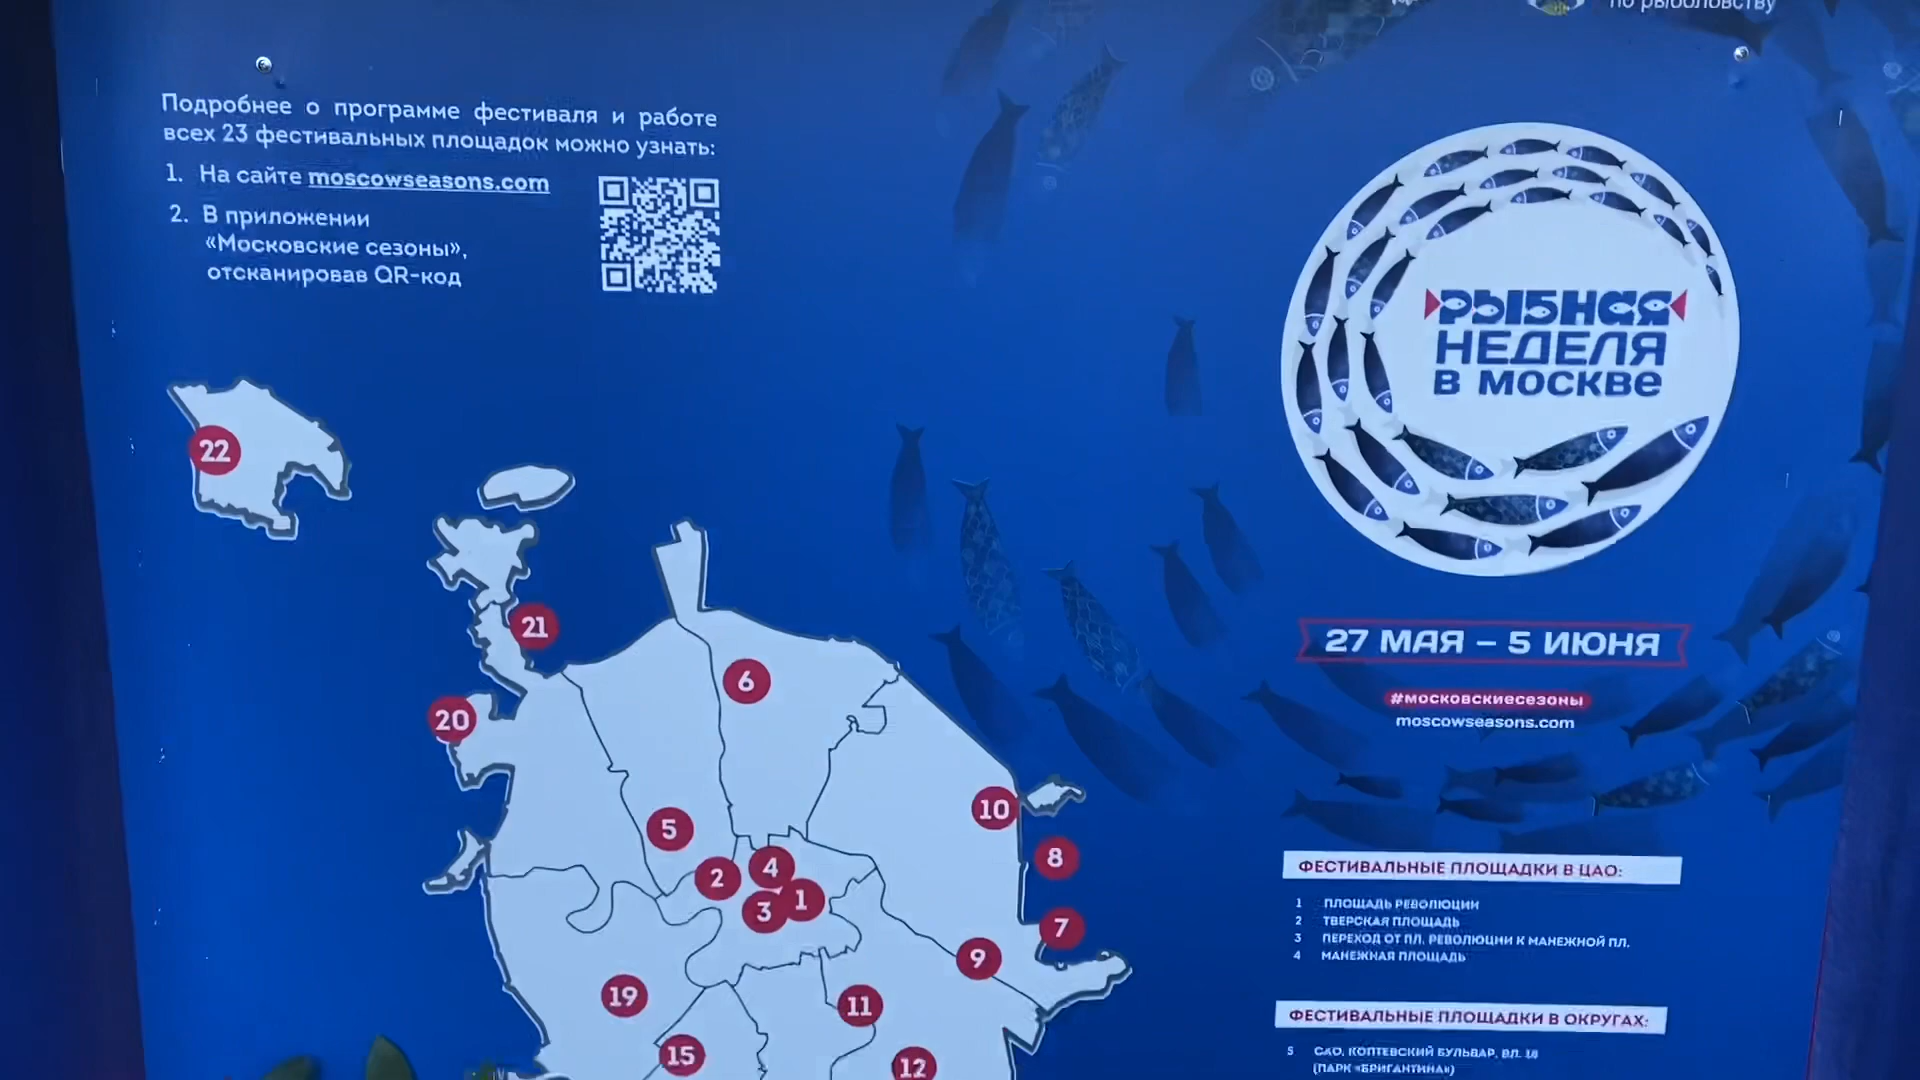 по рыболовству
Подробнее о программе фестиваля и работе
всех 23 фестивальных площадок можно узнать:
1. На сайте moscowseasons.com
2. В приложении
«Московские сезоны»,
отсканировав QR-код
РЫБНАЯ
НЕДЕЛЯ
В МОСКВЕ
27 МАЯ – 5 ИЮНЯ
#московскиесезоны
moscowseasons.com
22
21
20
6
5
10
8
2
4
3
1
7
9
19
11
15
12
ФЕСТИВАЛЬНЫЕ ПЛОЩАДКИ В ЦАО:
1 ПЛОЩАДЬ РЕВОЛЮЦИИ
2 ТВЕРСКАЯ ПЛОЩАДЬ
3 ПЕРЕХОД ОТ ПЛ. РЕВОЛЮЦИИ К МАНЕЖНОЙ ПЛ.
4 МАНЕЖНАЯ ПЛОЩАДЬ
ФЕСТИВАЛЬНЫЕ ПЛОЩАДКИ В ОКРУГАХ:
5 САО, КОПТЕВСКИЙ БУЛЬВАР, ВЛ. 18
(ПАРК «БРИГАНТИНА»)